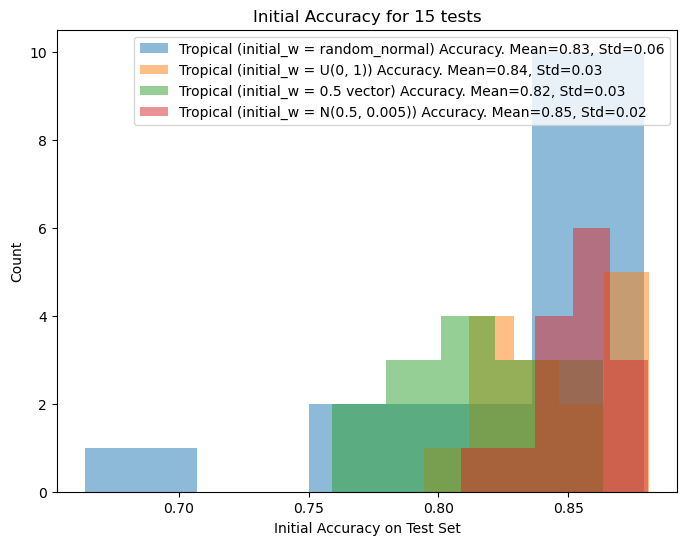 Initial Accuracy for 15 tests
Tropical (initial_w = random_normal) Accuracy. Mean=0.83, Std=0.06
Tropical (initial_w = U(0, 1)) Accuracy. Mean=0.84, Std=0.03
Tropical (initial_w = 0.5 vector) Accuracy. Mean=0.82, Std=0.03
Tropical (initial_w = N(0.5, 0.005)) Accuracy. Mean=0.85, Std=0.02
10
8
6
4
2
0
Count
0.70 0.75 0.80 0.85
Initial Accuracy on Test Set